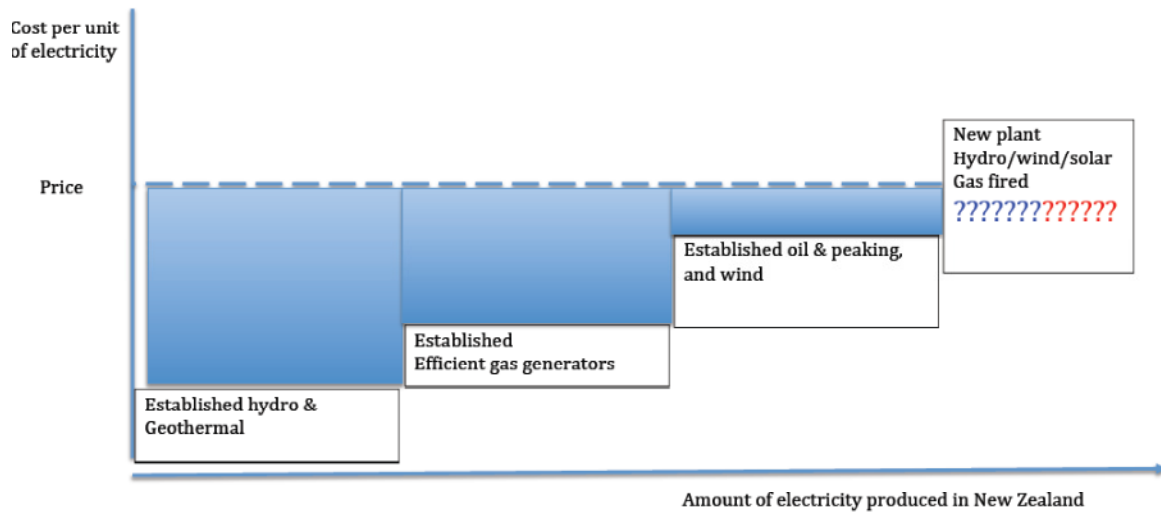 Cost per unit
of electricity
Price
New plant
Hydro/wind/solar
Gas fired
?????????????
Established oil & peaking,
and wind
Established
Efficient gas generators
Established hydro &
Geothermal
Amount of electricity produced in New Zealand